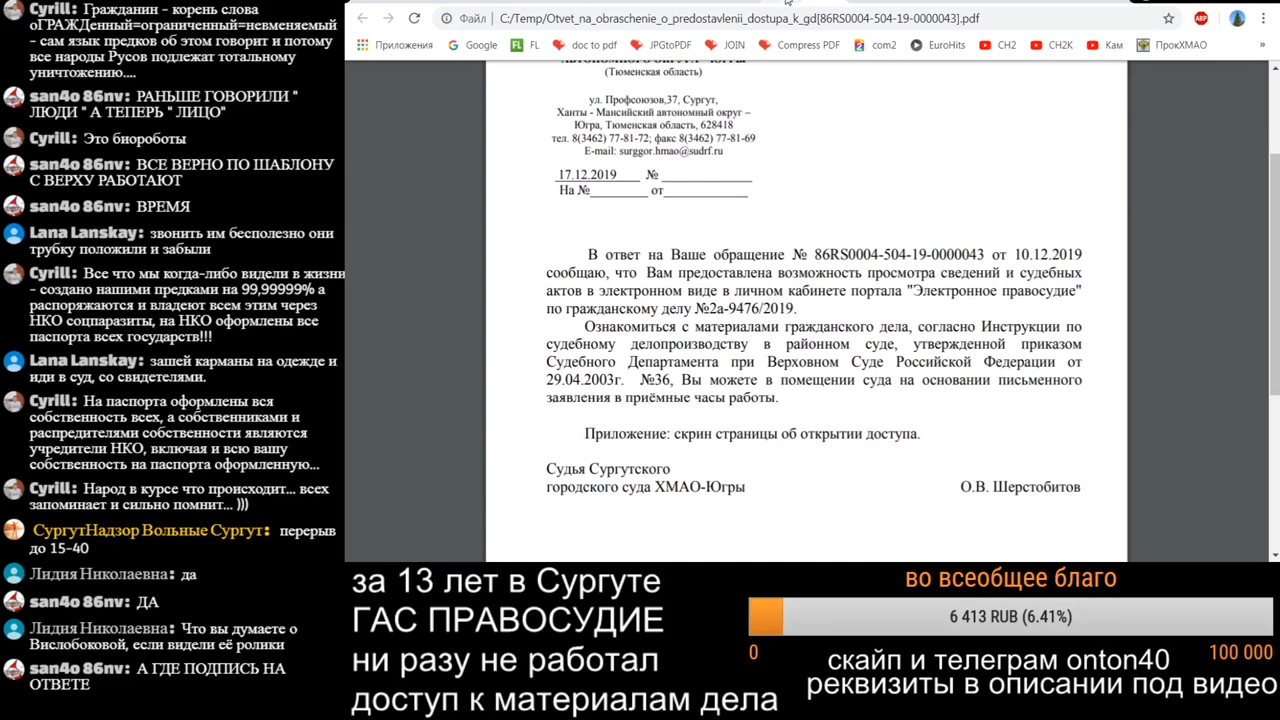 Cyrill: Гражданин - корень слова
оГРАЖДенный=ограниченный=невменяемый
- сам язык предков об этом говорит и потому
все народы Русов подлежат тотальному
уничтожению....
san4o 86nv: РАНЬШЕ ГОВОРИЛИ "
ЛЮДИ " А ТЕПЕРЬ " ЛИЦО"
Cyrill: Это биороботы
san4o 86nv: ВСЕ ВЕРНО ПО ШАБЛОНУ
С ВЕРХУ РАБОТАЮТ
san4o 86nv: ВРЕМЯ
Lana Lanskay: звонить им бесполезно они
трубку положили и забыли
Cyrill: Все что мы когда-либо видели в жизни
- создано нашими предками на 99,99999% а
распоряжаются и владеют всем этим через
НКО соцпаразиты, на НКО оформлены все
паспорта всех государств!!!
Lana Lanskay: зашей карманы на одежде и
иди в суд, со свидетелями.
Cyrill: На паспорта оформлены вся
собственность всех, а собственниками и
распредителями собственности являются
учредители НКО, включая и всю вашу
собственность на паспорта оформленную...
Cyrill: Народ в курсе что происходит... всех
запоминает и сильно помнит... )))
СургутНадзор Вольные Сургут: перерыв
до 15-40
Лидия Николаевна: да
san4o 86nv: ДА
Лидия Николаевна: Что вы думаете о
Вислобоковой, если видели её ролики
san4o 86nv: А ГДЕ ПОДПИСЬ НА
ОТВЕТЕ
Файл | C:/Temp/Otvet_na_obraschenie_o_predostavlenii_dostupa_k_gd[86RS0004-504-19-0000043].pdf
ABP
Приложения Google FL FL doc to pdf JPGtoPDF JOIN Compress PDF com2 EuroHits CH2 CH2K Кам ПрокХМАО »
АВТОНОМНОГО ОКРУГА - ЮГРЫ
(Тюменская область)
ул. Профсоюзов,37, Сургут,
Ханты - Мансийский автономный округ –
Югра, Тюменская область, 628418
тел. 8(3462) 77-81-72; факс 8(3462) 77-81-69
E-mail: surggor.hmao@sudrf.ru
17.12.2019 № ____________
На №________ от____________
В ответ на Ваше обращение № 86RS0004-504-19-0000043 от 10.12.2019
сообщаю, что Вам предоставлена возможность просмотра сведений и судебных
актов в электронном виде в личном кабинете портала "Электронное правосудие"
по гражданскому делу №2а-9476/2019.
Ознакомиться с материалами гражданского дела, согласно Инструкции по
судебному делопроизводству в районном суде, утвержденной приказом
Судебного Департамента при Верховном Суде Российской Федерации от
29.04.2003г. №36, Вы можете в помещении суда на основании письменного
заявления в приёмные часы работы.
Приложение: скрин страницы об открытии доступа.
Судья Сургутского
городского суда ХМАО-Югры О.В. Шерстобитов
за 13 лет в Сургуте
ГАС ПРАВОСУДИЕ
ни разу не работал
доступ к материалам дела
во всеобщее благо
6 413 RUB (6.41%)
0 100 000
скайп и телеграм onton40
реквизиты в описании под видео